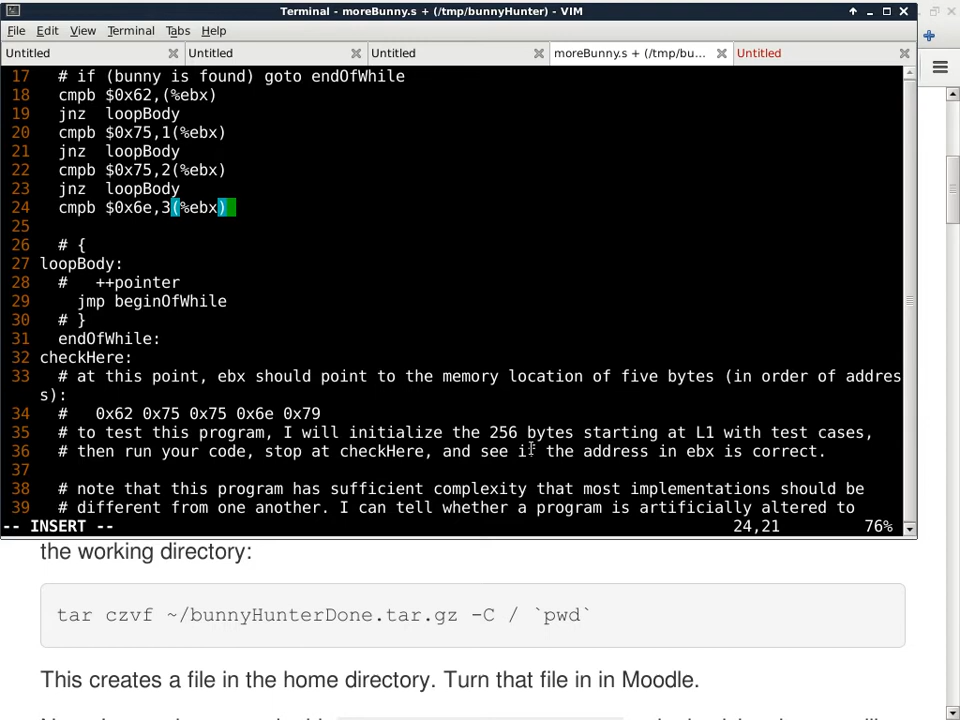 Terminal - moreBunny.s + (/tmp/bunnyHunter) - VIM
File Edit View Terminal Tabs Help
Untitled Untitled Untitled moreBunny.s + (/tmp/bu... Untitled
17 # if (bunny is found) goto endOfWhile
18 cmpb $0x62,(%ebx)
19 jnz loopBody
20 cmpb $0x75,1(%ebx)
21 jnz loopBody
22 cmpb $0x75,2(%ebx)
23 jnz loopBody
24 cmpb $0x6e,3(%ebx)
25
26 # {
27 loopBody:
28 # ++pointer
29 jmp beginOfWhile
30 # }
31 endOfWhile:
32 checkHere:
33 # at this point, ebx should point to the memory location of five bytes (in order of addres
s):
34 # 0x62 0x75 0x75 0x6e 0x79
35 # to test this program, I will initialize the 256 bytes starting at L1 with test cases,
36 # then run your code, stop at checkHere, and see if the address in ebx is correct.
37
38 # note that this program has sufficient complexity that most implementations should be
39 # different from one another. I can tell whether a program is artificially altered to
-- INSERT -- 24,21 76%
the working directory:
tar czvf ~/bunnyHunterDone.tar.gz -C / `pwd`
This creates a file in the home directory. Turn that file in in Moodle.